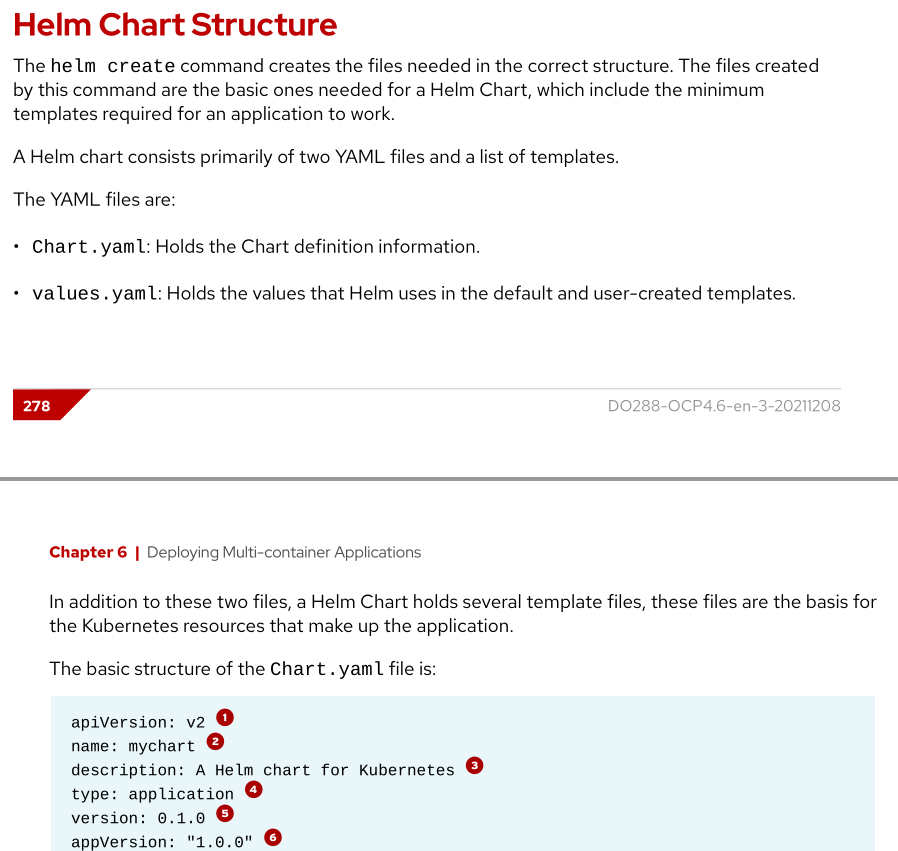 Helm Chart Structure
The helm create command creates the files needed in the correct structure. The files created
by this command are the basic ones needed for a Helm Chart, which include the minimum
templates required for an application to work.
A Helm chart consists primarily of two YAML files and a list of templates.
The YAML files are:
• Chart.yaml: Holds the Chart definition information.
• values.yaml: Holds the values that Helm uses in the default and user-created templates.
278 DO288-OCP4.6-en-3-20211208
Chapter 6 | Deploying Multi-container Applications
In addition to these two files, a Helm Chart holds several template files, these files are the basis for
the Kubernetes resources that make up the application.
The basic structure of the Chart.yaml file is:
apiVersion: v2 1
name: mychart 2
description: A Helm chart for Kubernetes 3
type: application 4
version: 0.1.0 5
appVersion: "1.0.0" 6